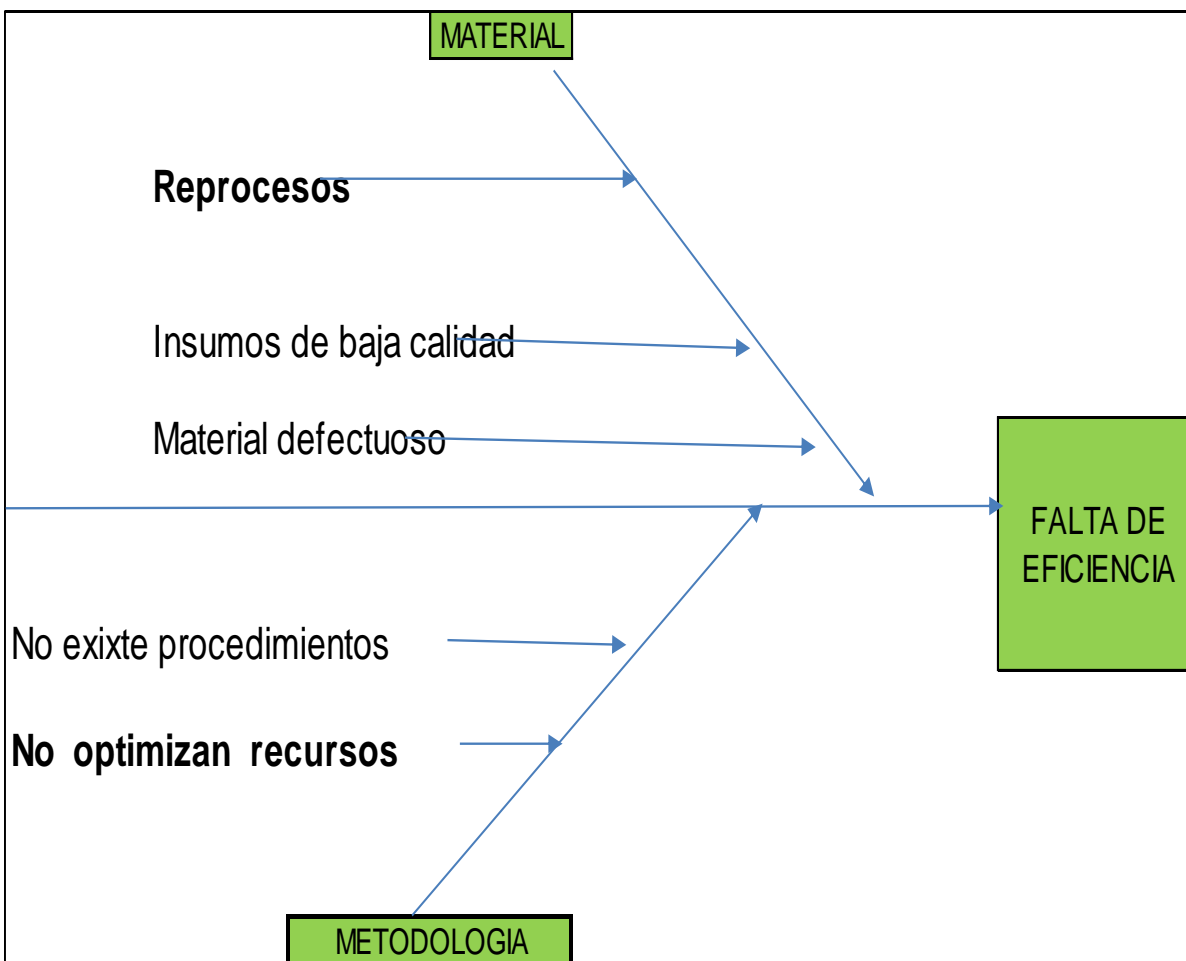 MATERIAL
Reprocesos
Insumos de baja calidad
Material defectuoso
FALTA DE
EFICIENCIA
No exixte procedimientos
No optimizan recursos
METODOLOGIA